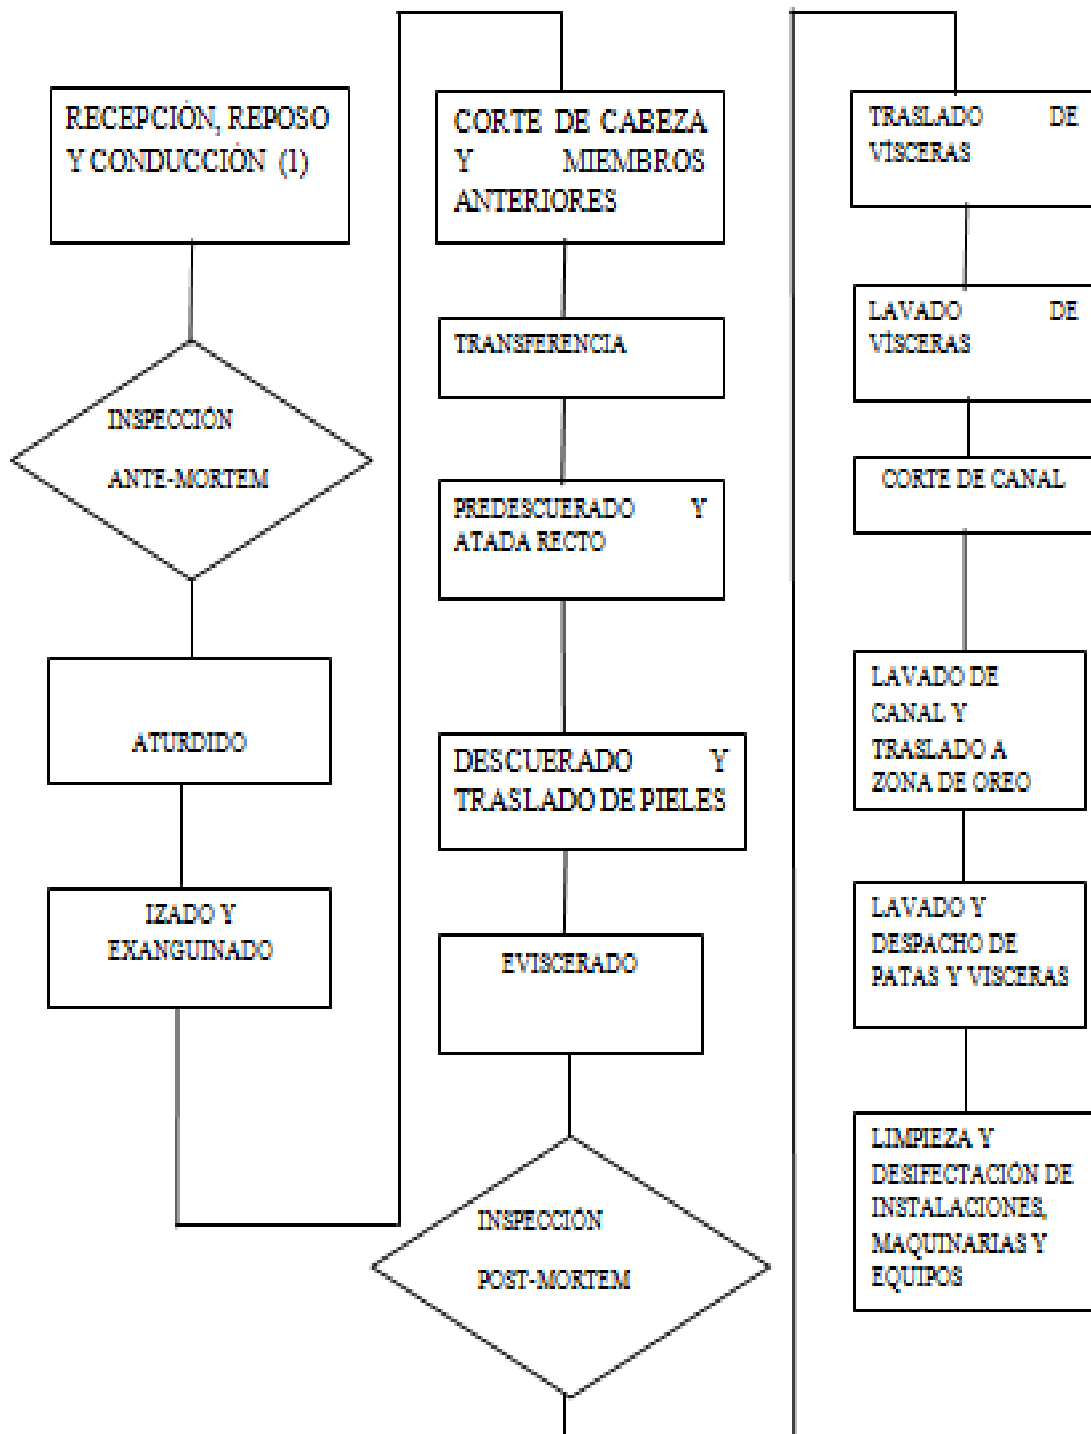 RECEPCIÓN, REPOSO
Y CONDUCCIÓN (1)
INSPECCIÓN
ANTE-MORTEM
ATURDIDO
IZADO Y
EXANGUINADO
CORTE DE CABEZA
Y MIEMBROS
ANTERIORES
TRANSFERENCIA
PREDESCUERADO Y
ATADA RECTO
DESCUERADO Y
TRASLADO DE PIELES
EVISCERADO
INSPECCIÓN
POST-MORTEM
TRASLADO DE
VÍSCERAS
LAVADO DE
VÍSCERAS
CORTE DE CANAL
LAVADO DE
CANAL Y
TRASLADO A
ZONA DE OREO
LAVADO Y
DESPACHO DE
PATAS Y VISCERAS
LIMPIEZA Y
DESIFECTACIÓN DE
INSTALACIONES,
MAQUINARIAS Y
EQUIPOS